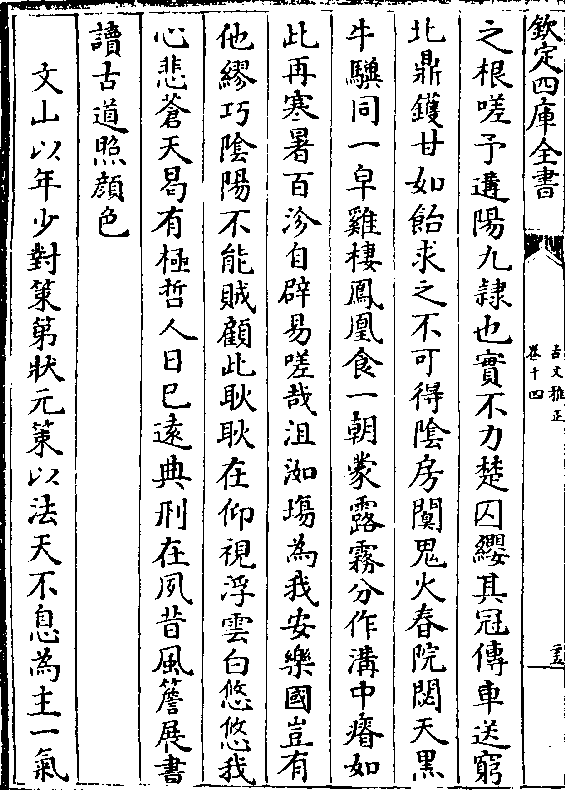 欽定四庫全書
古文雅正
卷十四
之根嗟予遘陽九隷也實不力楚囚纓其冠傳車送窮
北鼎鑊甘如飴求之不可得陰房闃鬼火春院閟天黑
牛驥同一皁雞棲鳳凰食一朝蒙露霧分作溝中瘠如
此再寒暑百沴自辟易嗟哉沮洳塲為我安樂國豈有
他繆巧陰陽不能賊顧此耿耿在仰視浮雲白悠悠我
心悲蒼天曷有極哲人日已逺典刑在夙昔風簷展書
讀古道照顔色
文山以年少對策第狀元策以法天不息為主一氣